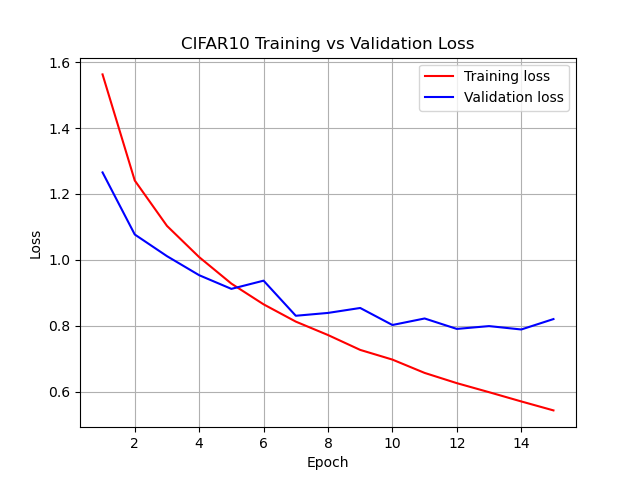 CIFAR10 Training vs Validation Loss
Training loss
Validation loss
1.6
1.4
1.2
1.0
0.8
0.6
Loss
2 4 6 8 10 12 14
Epoch